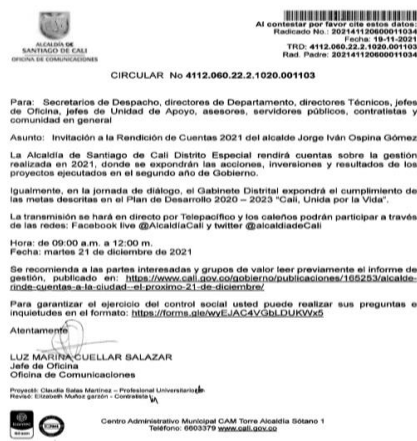 Al contestar por favor cite estos datos:
Radicado No.: 202141120600011034
Fecha: 19-11-2021
TRD: 4112.060.22.2.1020.001103
Rad. Padre: 202141120600011034
ALCALDÍA DE
SANTIAGO DE CALI
OFICINA DE COMUNICACIONES
CIRCULAR No 4112.060.22.2.1020.001103
Para: Secretarios de Despacho, directores de Departamento, directores Técnicos, jefes
de Oficina, jefes de Unidad de Apoyo, asesores, servidores públicos, contratistas y
comunidad en general
Asunto: Invitación a la Rendición de Cuentas 2021 del alcalde Jorge Iván Ospina Gómez
La Alcaldía de Santiago de Cali Distrito Especial rendirá cuentas sobre la gestión
realizada en 2021, donde se expondrán las acciones, inversiones y resultados de los
proyectos ejecutados en el segundo año de Gobierno.
Igualmente, en la jornada de diálogo, el Gabinete Distrital expondrá el cumplimiento de
las metas descritas en el Plan de Desarrollo 2020 – 2023 "Cali, Unida por la Vida".
La transmisión se hará en directo por Telepacífico y los caleños podrán participar a través
de las redes: Facebook live @AlcaldiaCali y twitter @alcaldiadeCali
Hora: de 09:00 a.m. a 12:00 m.
Fecha: martes 21 de diciembre de 2021
Se recomienda a las partes interesadas y grupos de valor leer previamente el informe de
gestión, publicado en: https://www.cali.gov.co/gobierno/publicaciones/165253/alcalde-
rinde-cuentas-a-la-ciudad--el-proximo-21-de-diciembre/
Para garantizar el ejercicio del control social usted puede realizar sus preguntas e
inquietudes en el formato: https://forms.gle/wyEJAC4VGbLDUKWx5
Atentamente
LUZ MARINA CUELLAR SALAZAR
Jefe de Oficina
Oficina de Comunicaciones
Proyectó: Claudia Salas Martínez – Profesional Universitario
Revisó: Elizabeth Muñoz garzón - Contratista
Centro Administrativo Municipal CAM Torre Alcaldía Sótano 1
Teléfono: 6603379 www.cali.gov.co